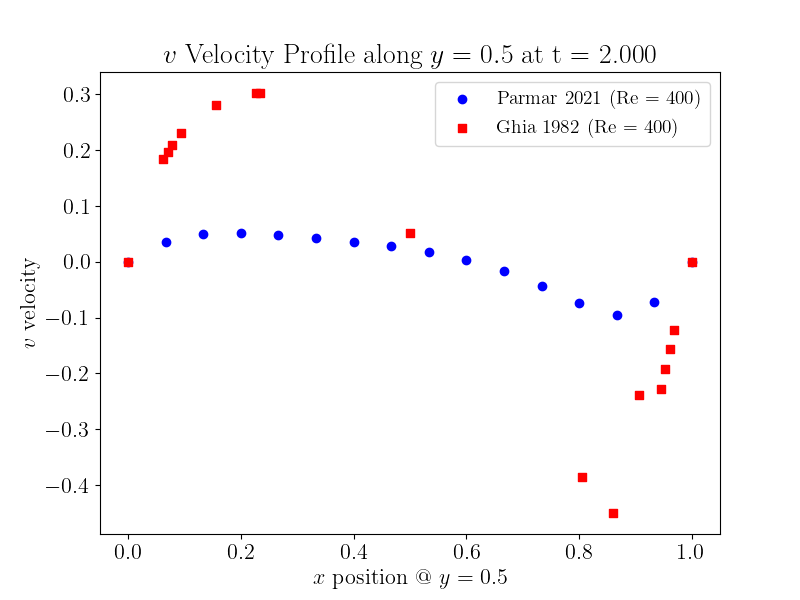 v Velocity Profile along y = 0.5 at t = 2.000
Parmar 2021 (Re = 400)
Ghia 1982 (Re = 400)
0.3
0.2
0.1
0.0
−0.1
−0.2
−0.3
−0.4
v velocity
0.0 0.2 0.4 0.6 0.8 1.0
x position @ y = 0.5